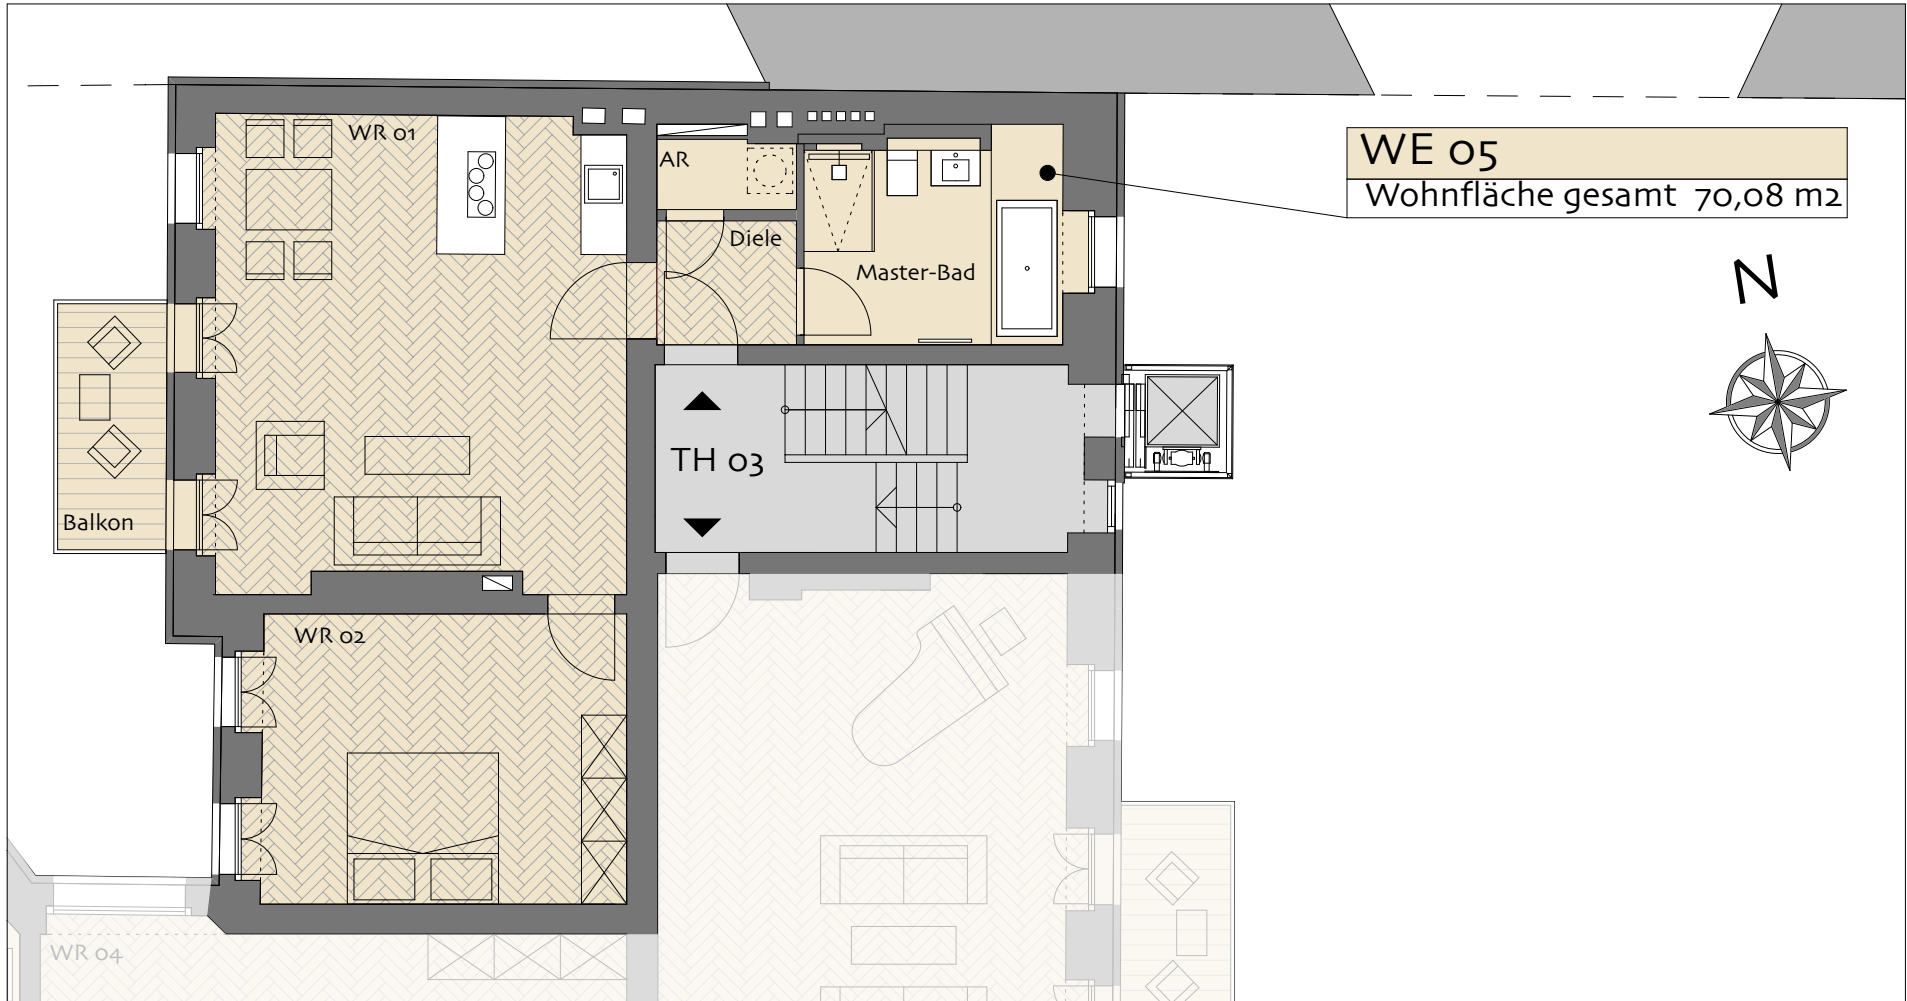 WR 01
AR
WE 05
Wohnfläche gesamt 70,08 m2
Diele
Master-Bad
N
TH 03
Balkon
WR 02
WR 04